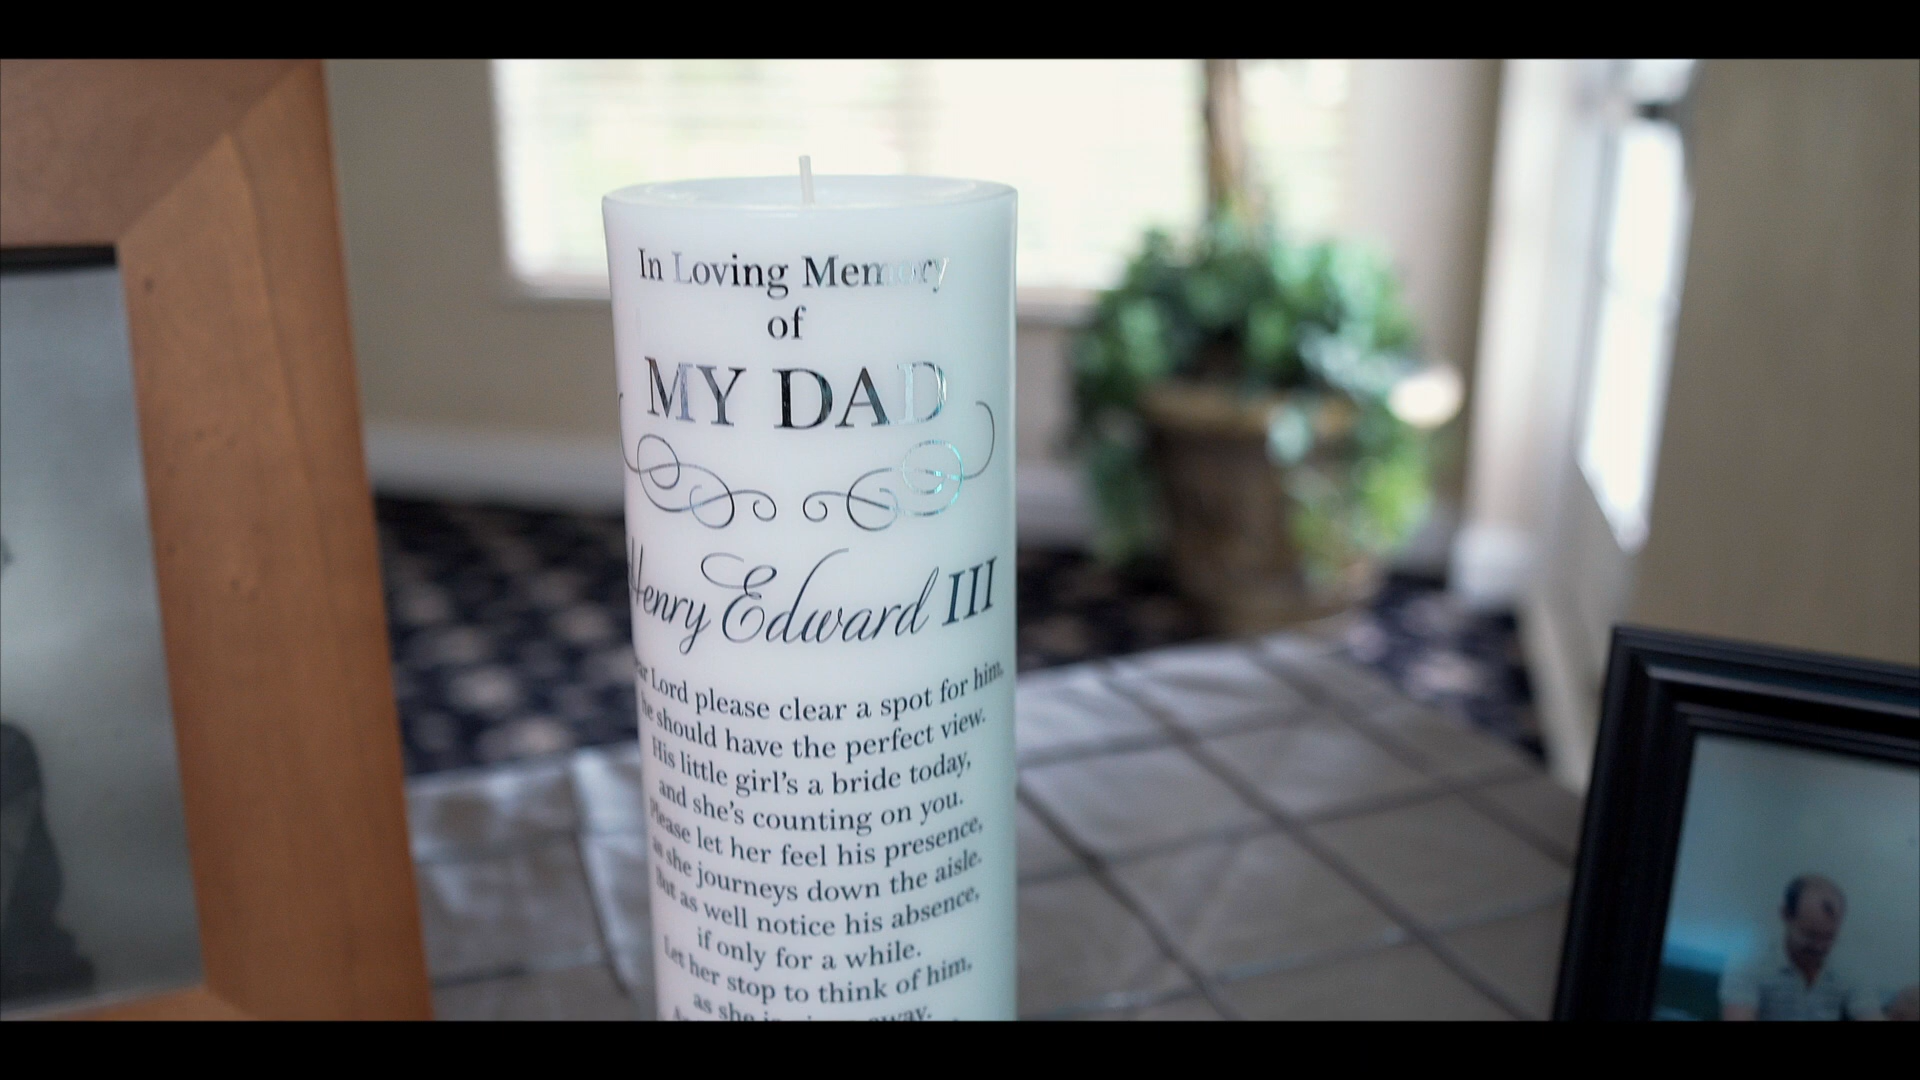 In Loving Memory
of
MY DAD
Henry Edward III
Lord please clear a spot for him,
he should have the perfect view.
His little girl's a bride today,
and she's counting on you.
Please let her feel his presence,
as she journeys down the aisle.
But as well notice his absence,
if only for a while.
Let her stop to think of him,
as she away.